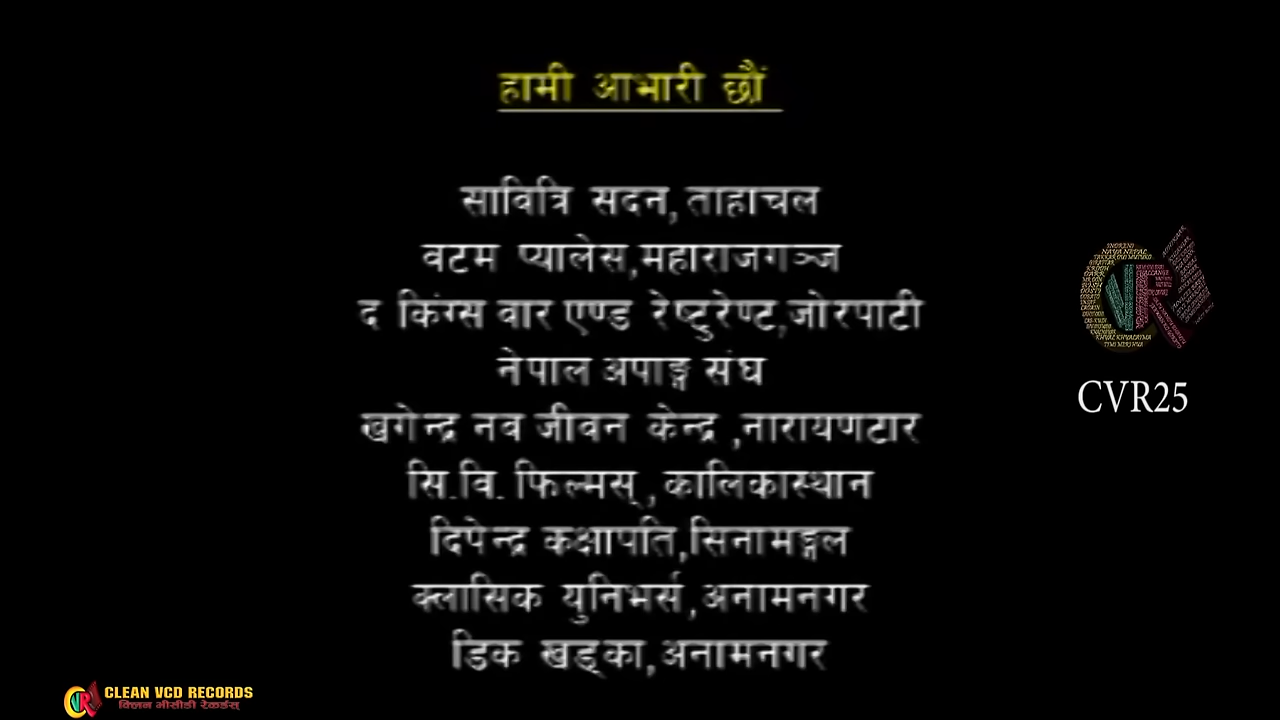 हामी आभारी छौं
सावित्रि सदन, ताहाचल
वटम प्यालेस,महाराजगञ्ज
द किंग्स वार एण्ड रेष्टुरेण्ट,जोरपाटी
नेपाल अपाङ्ग संघ
खगेन्द्र नव जीवन केन्द्र ,नारायणटार
सि.वि. फिल्मस् ,कालिकास्थान
दिपेन्द्र कक्षापति,सिनामङ्गल
क्लासिक युनिभर्स,अनामनगर
डिक खड्का,अनामनगर
CVR25
CLEAN VCD RECORDS
क्लिन भीसीडी रेकर्डस्